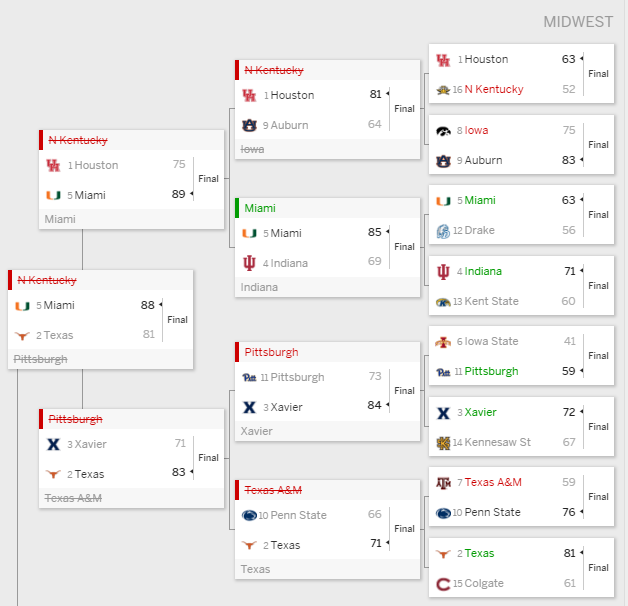 MIDWEST
1 Houston 63
16 N Kentucky 52
Final
8 Iowa 75
9 Auburn 83
Final
5 Miami 63
12 Drake 56
Final
4 Indiana 71
13 Kent State 60
Final
6 Iowa State 41
11 Pittsburgh 59
Final
3 Xavier 72
14 Kennesaw St 67
Final
7 Texas A&M 59
10 Penn State 76
Final
2 Texas 81
15 Colgate 61
Final
N Kentucky
1 Houston 81
9 Auburn 64
Final
Iowa
Miami
5 Miami 85
4 Indiana 69
Final
Indiana
Pittsburgh
11 Pittsburgh 73
3 Xavier 84
Final
Xavier
Texas A&M
10 Penn State 66
2 Texas 71
Final
Texas
N Kentucky
1 Houston 75
5 Miami 89
Final
Miami
Pittsburgh
3 Xavier 71
2 Texas 83
Final
Texas A&M
N Kentucky
5 Miami 88
2 Texas 81
Final
Pittsburgh